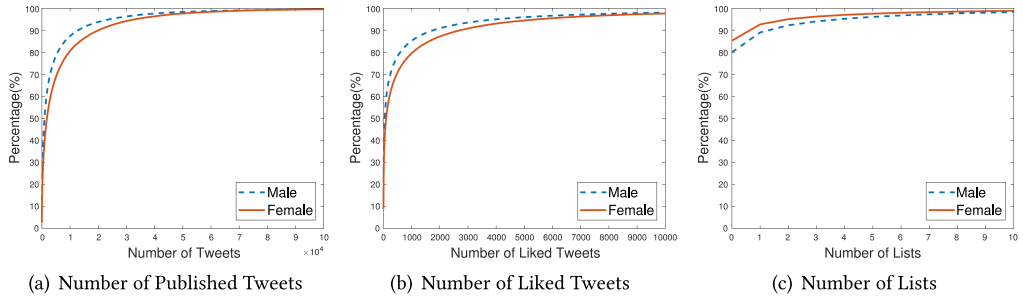 100
90
80
70
60
50
40
30
20
10
0
Percentage(%)
0 1 2 3 4 5 6 7 8 9 10
Number of Tweets
× 10⁴
Male
Female
(a) Number of Published Tweets
100
90
80
70
60
50
40
30
20
10
0
Percentage(%)
0 1000 2000 3000 4000 5000 6000 7000 8000 9000 10000
Number of Liked Tweets
Male
Female
(b) Number of Liked Tweets
100
90
80
70
60
50
40
30
20
10
0
Percentage(%)
0 1 2 3 4 5 6 7 8 9 10
Number of Lists
Male
Female
(c) Number of Lists